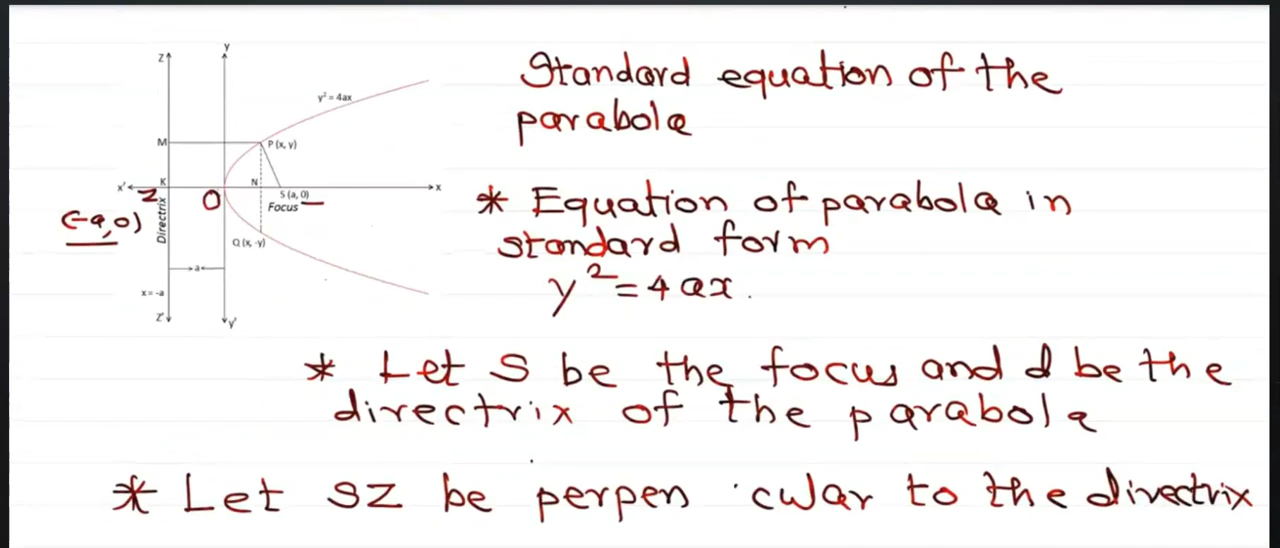 Standard equation of the
parabola
* Equation of parabola in
standard form
y² = 4ax.
* Let S be the focus and d be the
directrix of the parabola
* Let SZ be perpen cular to the directrix
Z
y
y² = 4ax
M
P (x, y)
x'
K
Z
O
N
S (a, 0)
x
Focus
(-a,0)
Directrix
Q (x, -y)
a
x = -a
Z'
y'